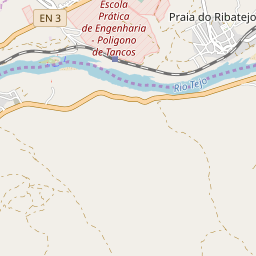 Escola
Prática
de Engenharia
- Polígono
de Tancos
EN 3
Praia do Ribatejo
Rio Tejo